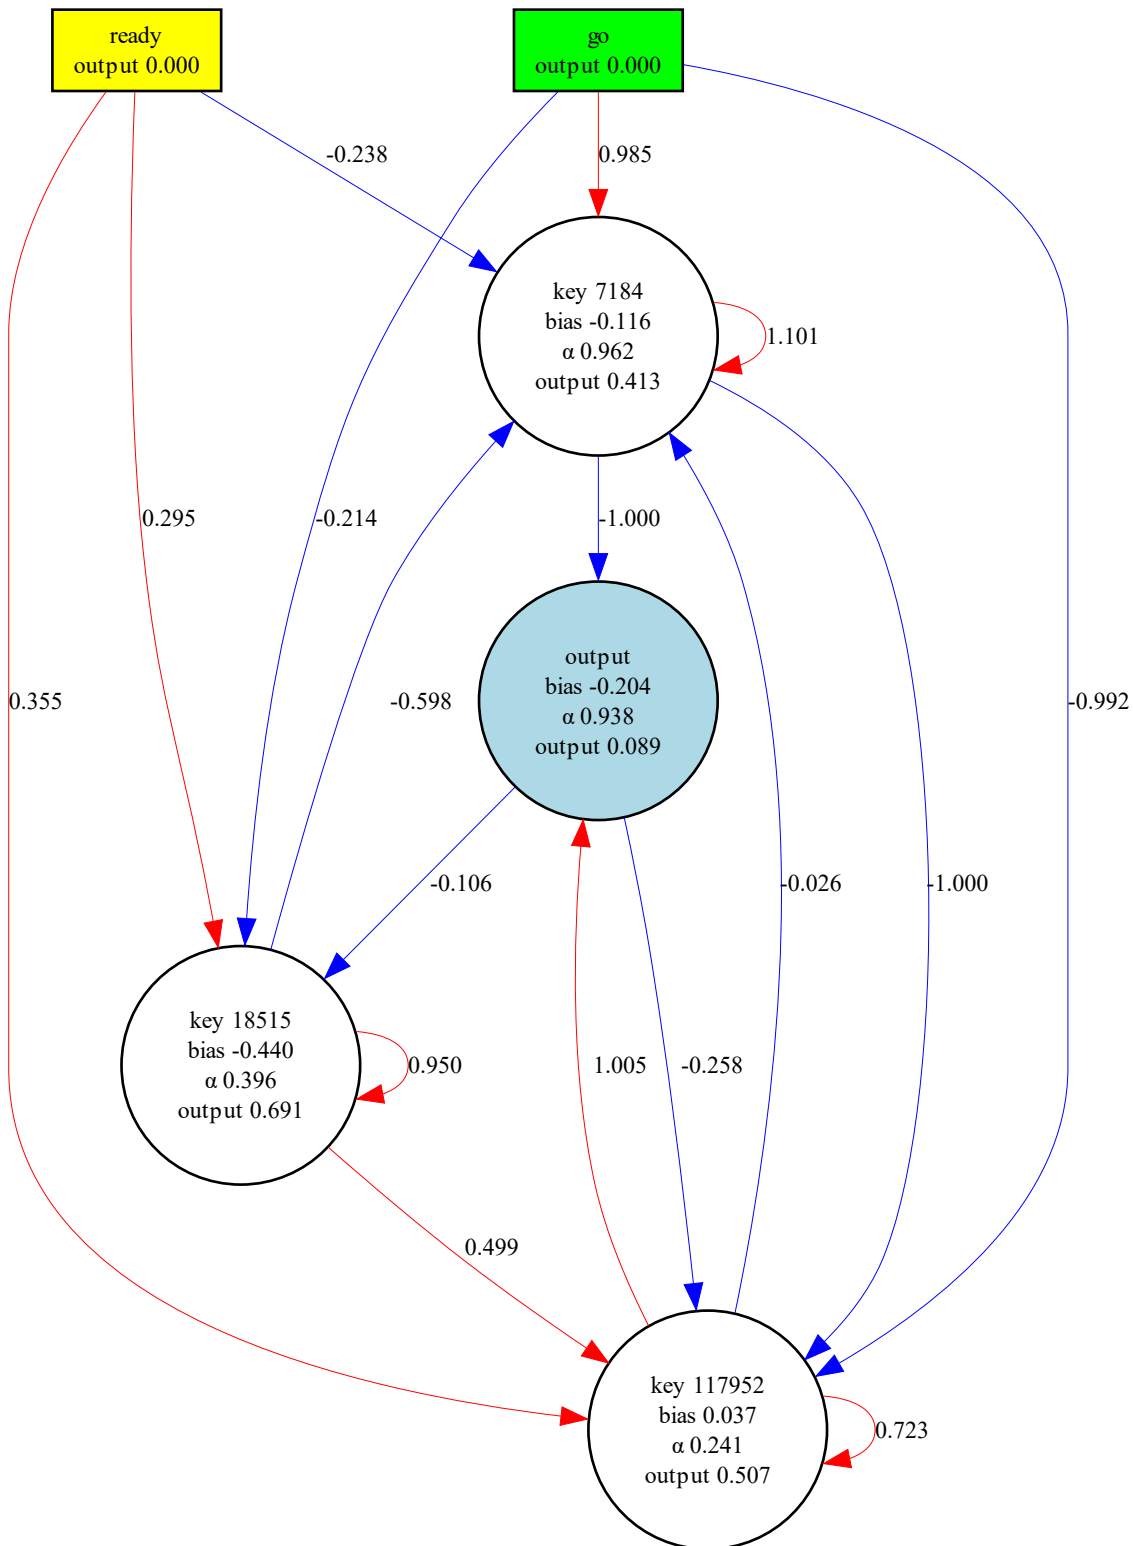 ready
output 0.000
go
output 0.000
-0.238
0.985
key 7184
bias -0.116
α 0.962
output 0.413
1.101
0.295
-0.214
-1.000
output
bias -0.204
α 0.938
output 0.089
0.355
-0.598
-0.992
-0.106
-0.026
-1.000
key 18515
bias -0.440
α 0.396
output 0.691
0.950
1.005
-0.258
0.499
key 117952
bias 0.037
α 0.241
output 0.507
0.723